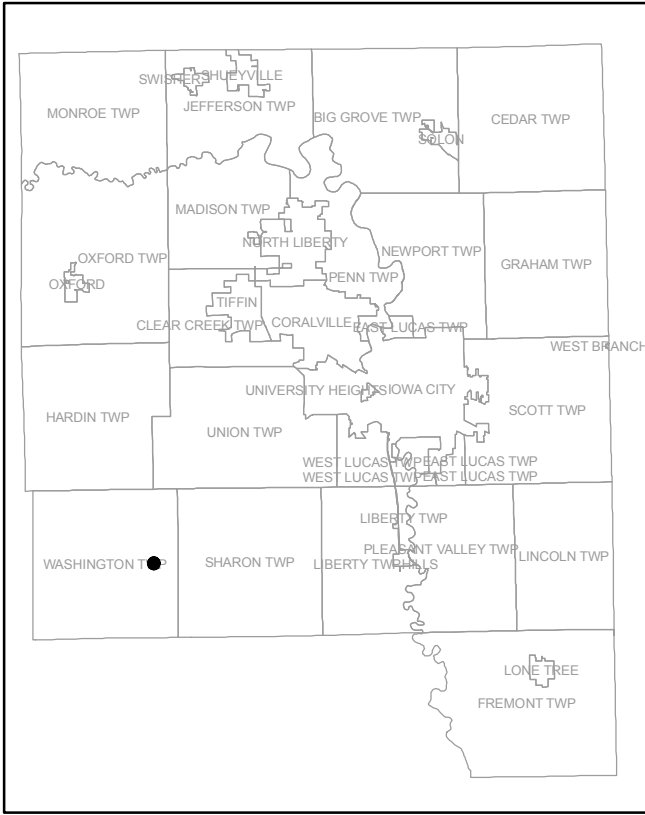 SWISHER SHUEYVILLE
MONROE TWP
JEFFERSON TWP
BIG GROVE TWP
CEDAR TWP
SOLON
MADISON TWP
NORTH LIBERTY
OXFORD TWP
NEWPORT TWP
GRAHAM TWP
PENN TWP
OXFORD
TIFFIN
CLEAR CREEK TWP
CORALVILLE
EAST LUCAS TWP
WEST BRANCH
UNIVERSITY HEIGHTS
IOWA CITY
HARDIN TWP
SCOTT TWP
UNION TWP
WEST LUCAS TWP
EAST LUCAS TWP
WEST LUCAS TWP
EAST LUCAS TWP
LIBERTY TWP
PLEASANT VALLEY TWP
LINCOLN TWP
WASHINGTON TWP
SHARON TWP
LIBERTY TWP
HILLS
LONE TREE
FREMONT TWP